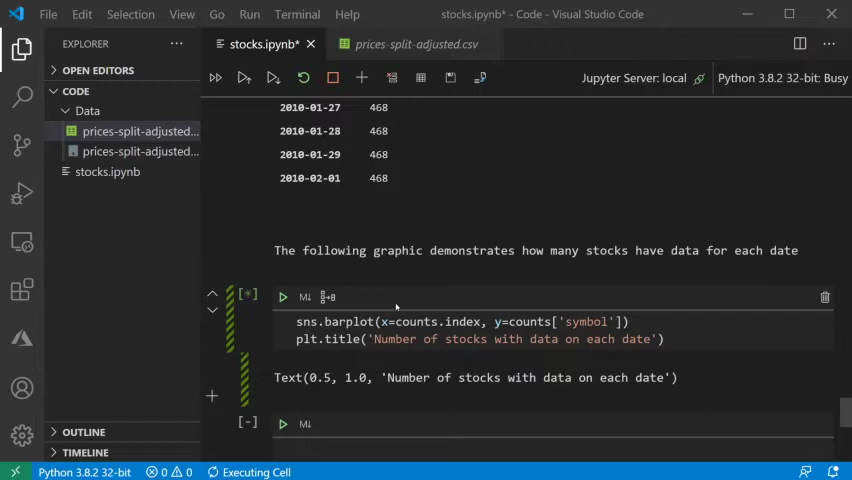 File Edit Selection View Go Run Terminal Help stocks.ipynb* - Code - Visual Studio Code
EXPLORER
stocks.ipynb*
prices-split-adjusted.csv
OPEN EDITORS
CODE
Data
prices-split-adjusted...
prices-split-adjusted...
stocks.ipynb
OUTLINE
TIMELINE
Jupyter Server: local
Python 3.8.2 32-bit: Busy
2010-01-27 468
2010-01-28 468
2010-01-29 468
2010-02-01 468
The following graphic demonstrates how many stocks have data for each date
[*]
M↓
sns.barplot(x=counts.index, y=counts['symbol'])
plt.title('Number of stocks with data on each date')
Text(0.5, 1.0, 'Number of stocks with data on each date')
[-]
M↓
Python 3.8.2 32-bit 0 0 Executing Cell